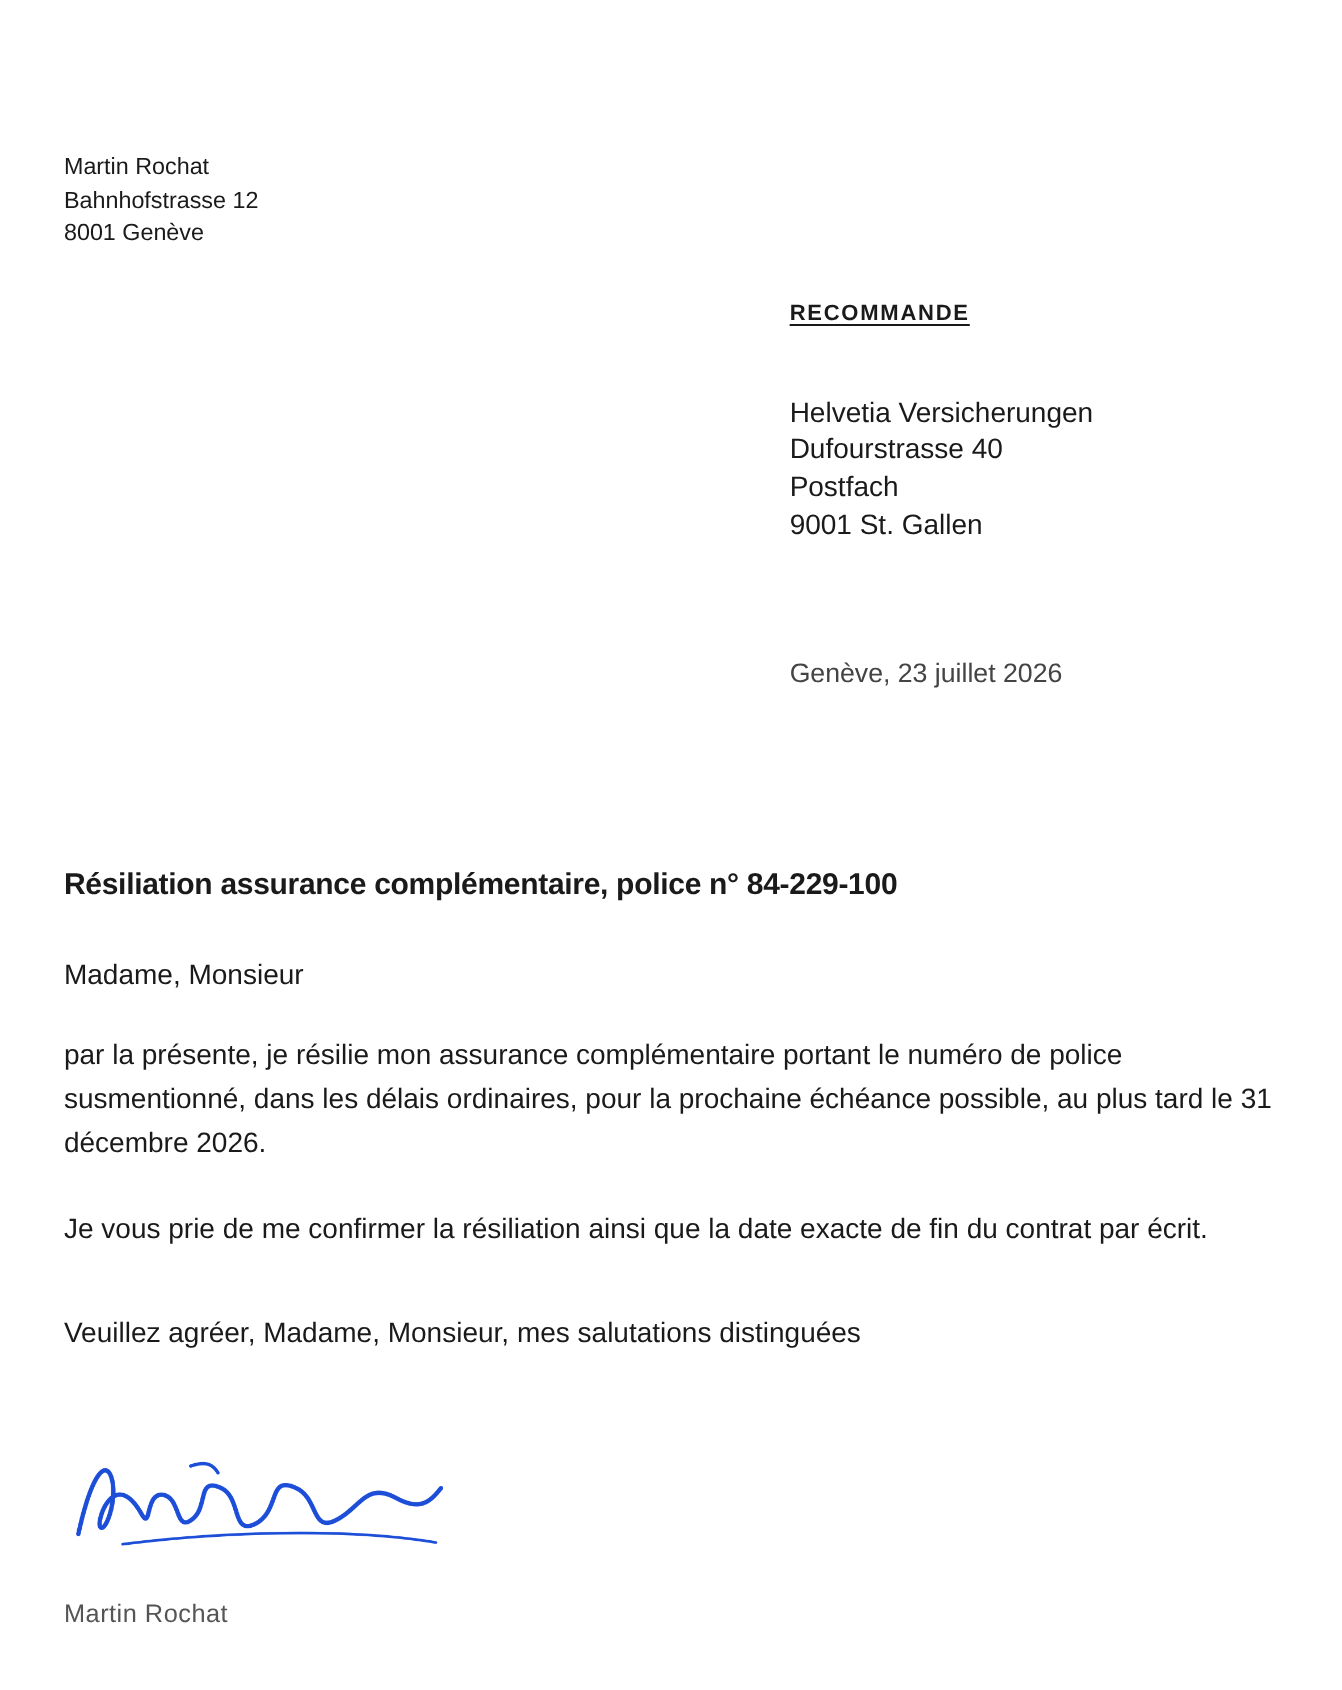 Martin Rochat
Bahnhofstrasse 12
8001 Genève
RECOMMANDE
Helvetia Versicherungen
Dufourstrasse 40
Postfach
9001 St. Gallen
Genève, 23 juillet 2026
Résiliation assurance complémentaire, police n° 84-229-100
Madame, Monsieur
par la présente, je résilie mon assurance complémentaire portant le numéro de police
susmentionné, dans les délais ordinaires, pour la prochaine échéance possible, au plus tard le 31
décembre 2026.
Je vous prie de me confirmer la résiliation ainsi que la date exacte de fin du contrat par écrit.
Veuillez agréer, Madame, Monsieur, mes salutations distinguées
Martin Rochat